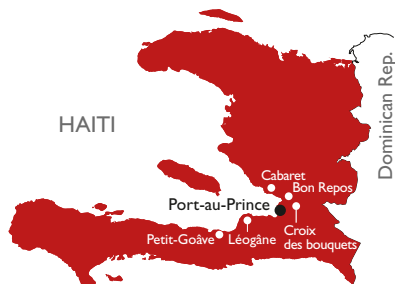 Dominican Rep.
HAITI
Cabaret
Bon Repos
Port-au-Prince
Petit-Goâve
Léogâne
Croix
des bouquets